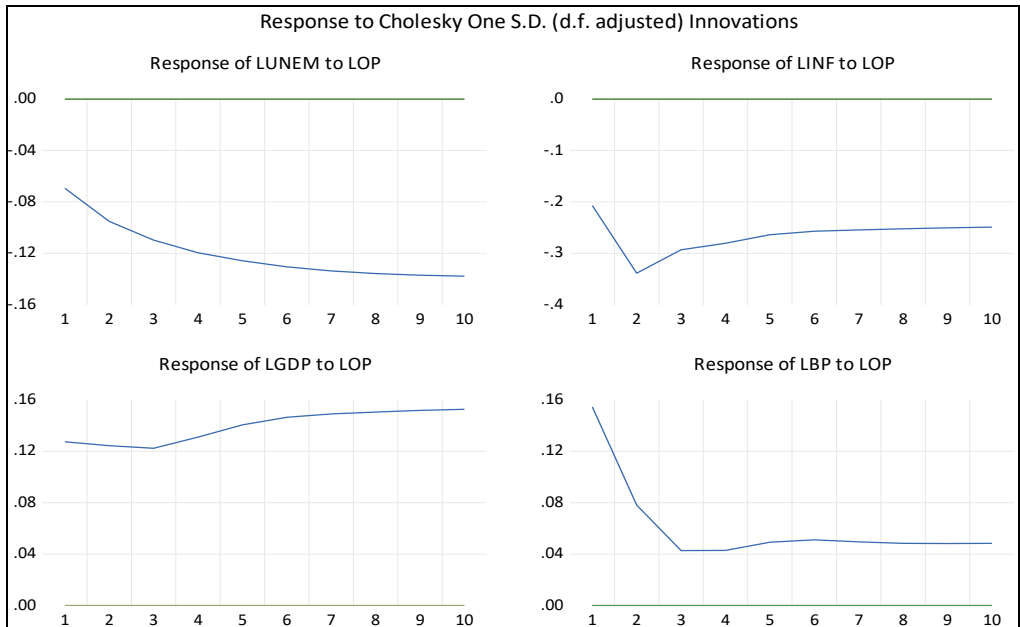 Response to Cholesky One S.D. (d.f. adjusted) Innovations
Response of LUNEM to LOP
.00
-.04
-.08
-.12
-.16
1 2 3 4 5 6 7 8 9 10
Response of LINF to LOP
.0
-.1
-.2
-.3
-.4
1 2 3 4 5 6 7 8 9 10
Response of LGDP to LOP
.16
.12
.08
.04
.00
1 2 3 4 5 6 7 8 9 10
Response of LBP to LOP
.16
.12
.08
.04
.00
1 2 3 4 5 6 7 8 9 10